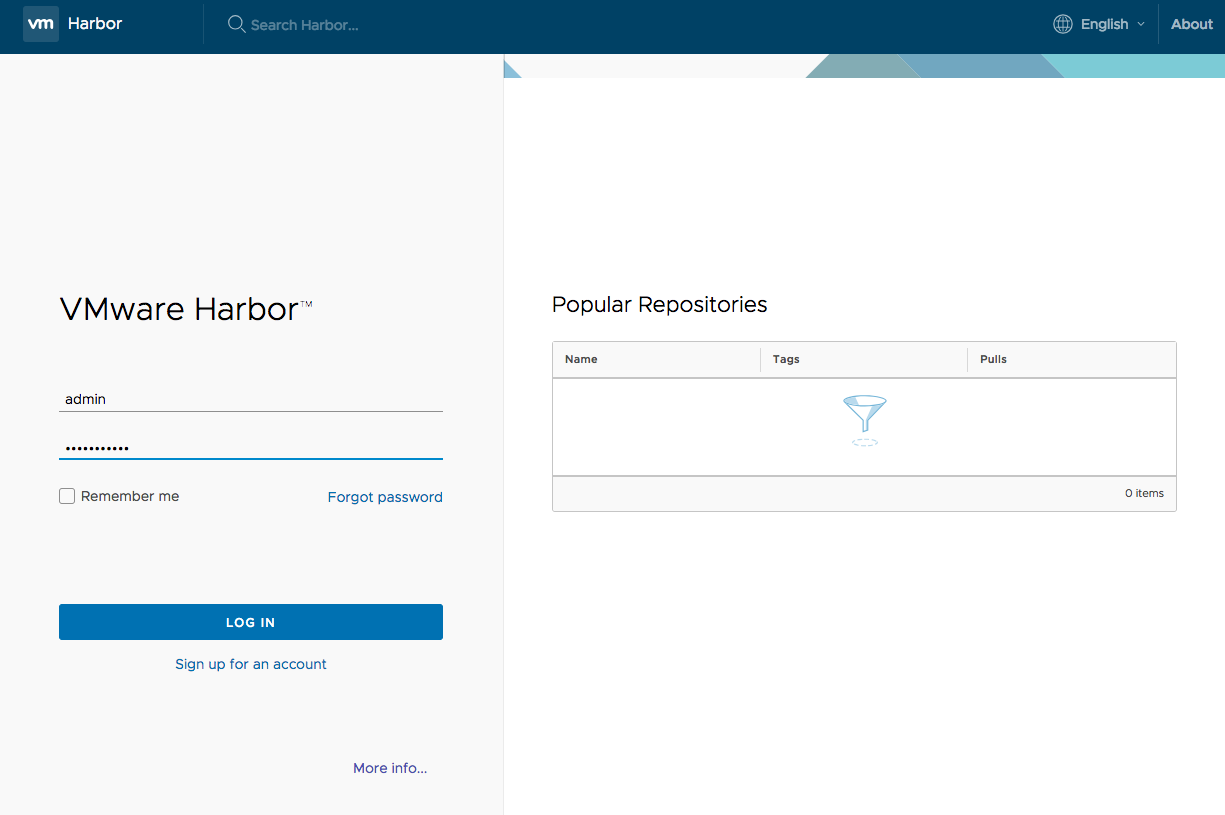 vm Harbor Search Harbor... English About
VMware Harbor™
admin
•••••••••••
Remember me Forgot password
LOG IN
Sign up for an account
More info...
Popular Repositories
Name Tags Pulls
0 items